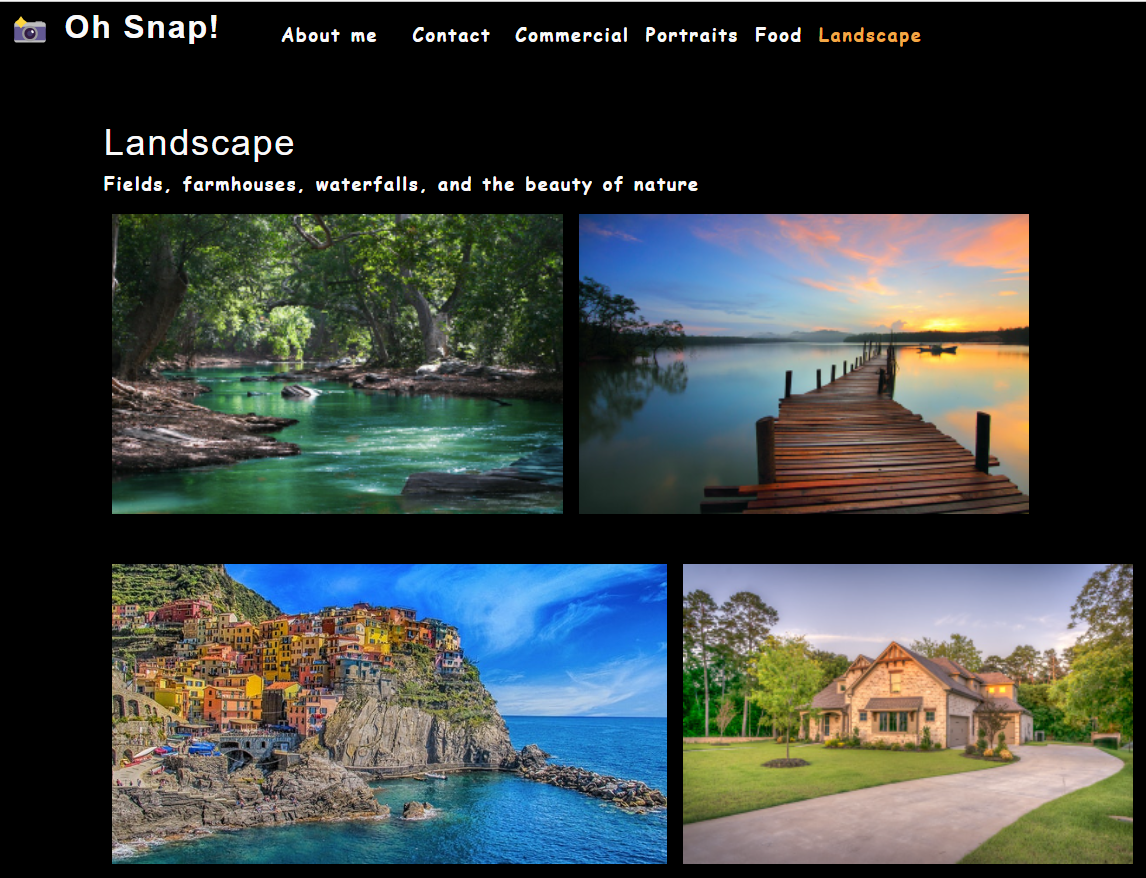 Oh Snap!
About me Contact Commercial Portraits Food Landscape
Landscape
Fields, farmhouses, waterfalls, and the beauty of nature